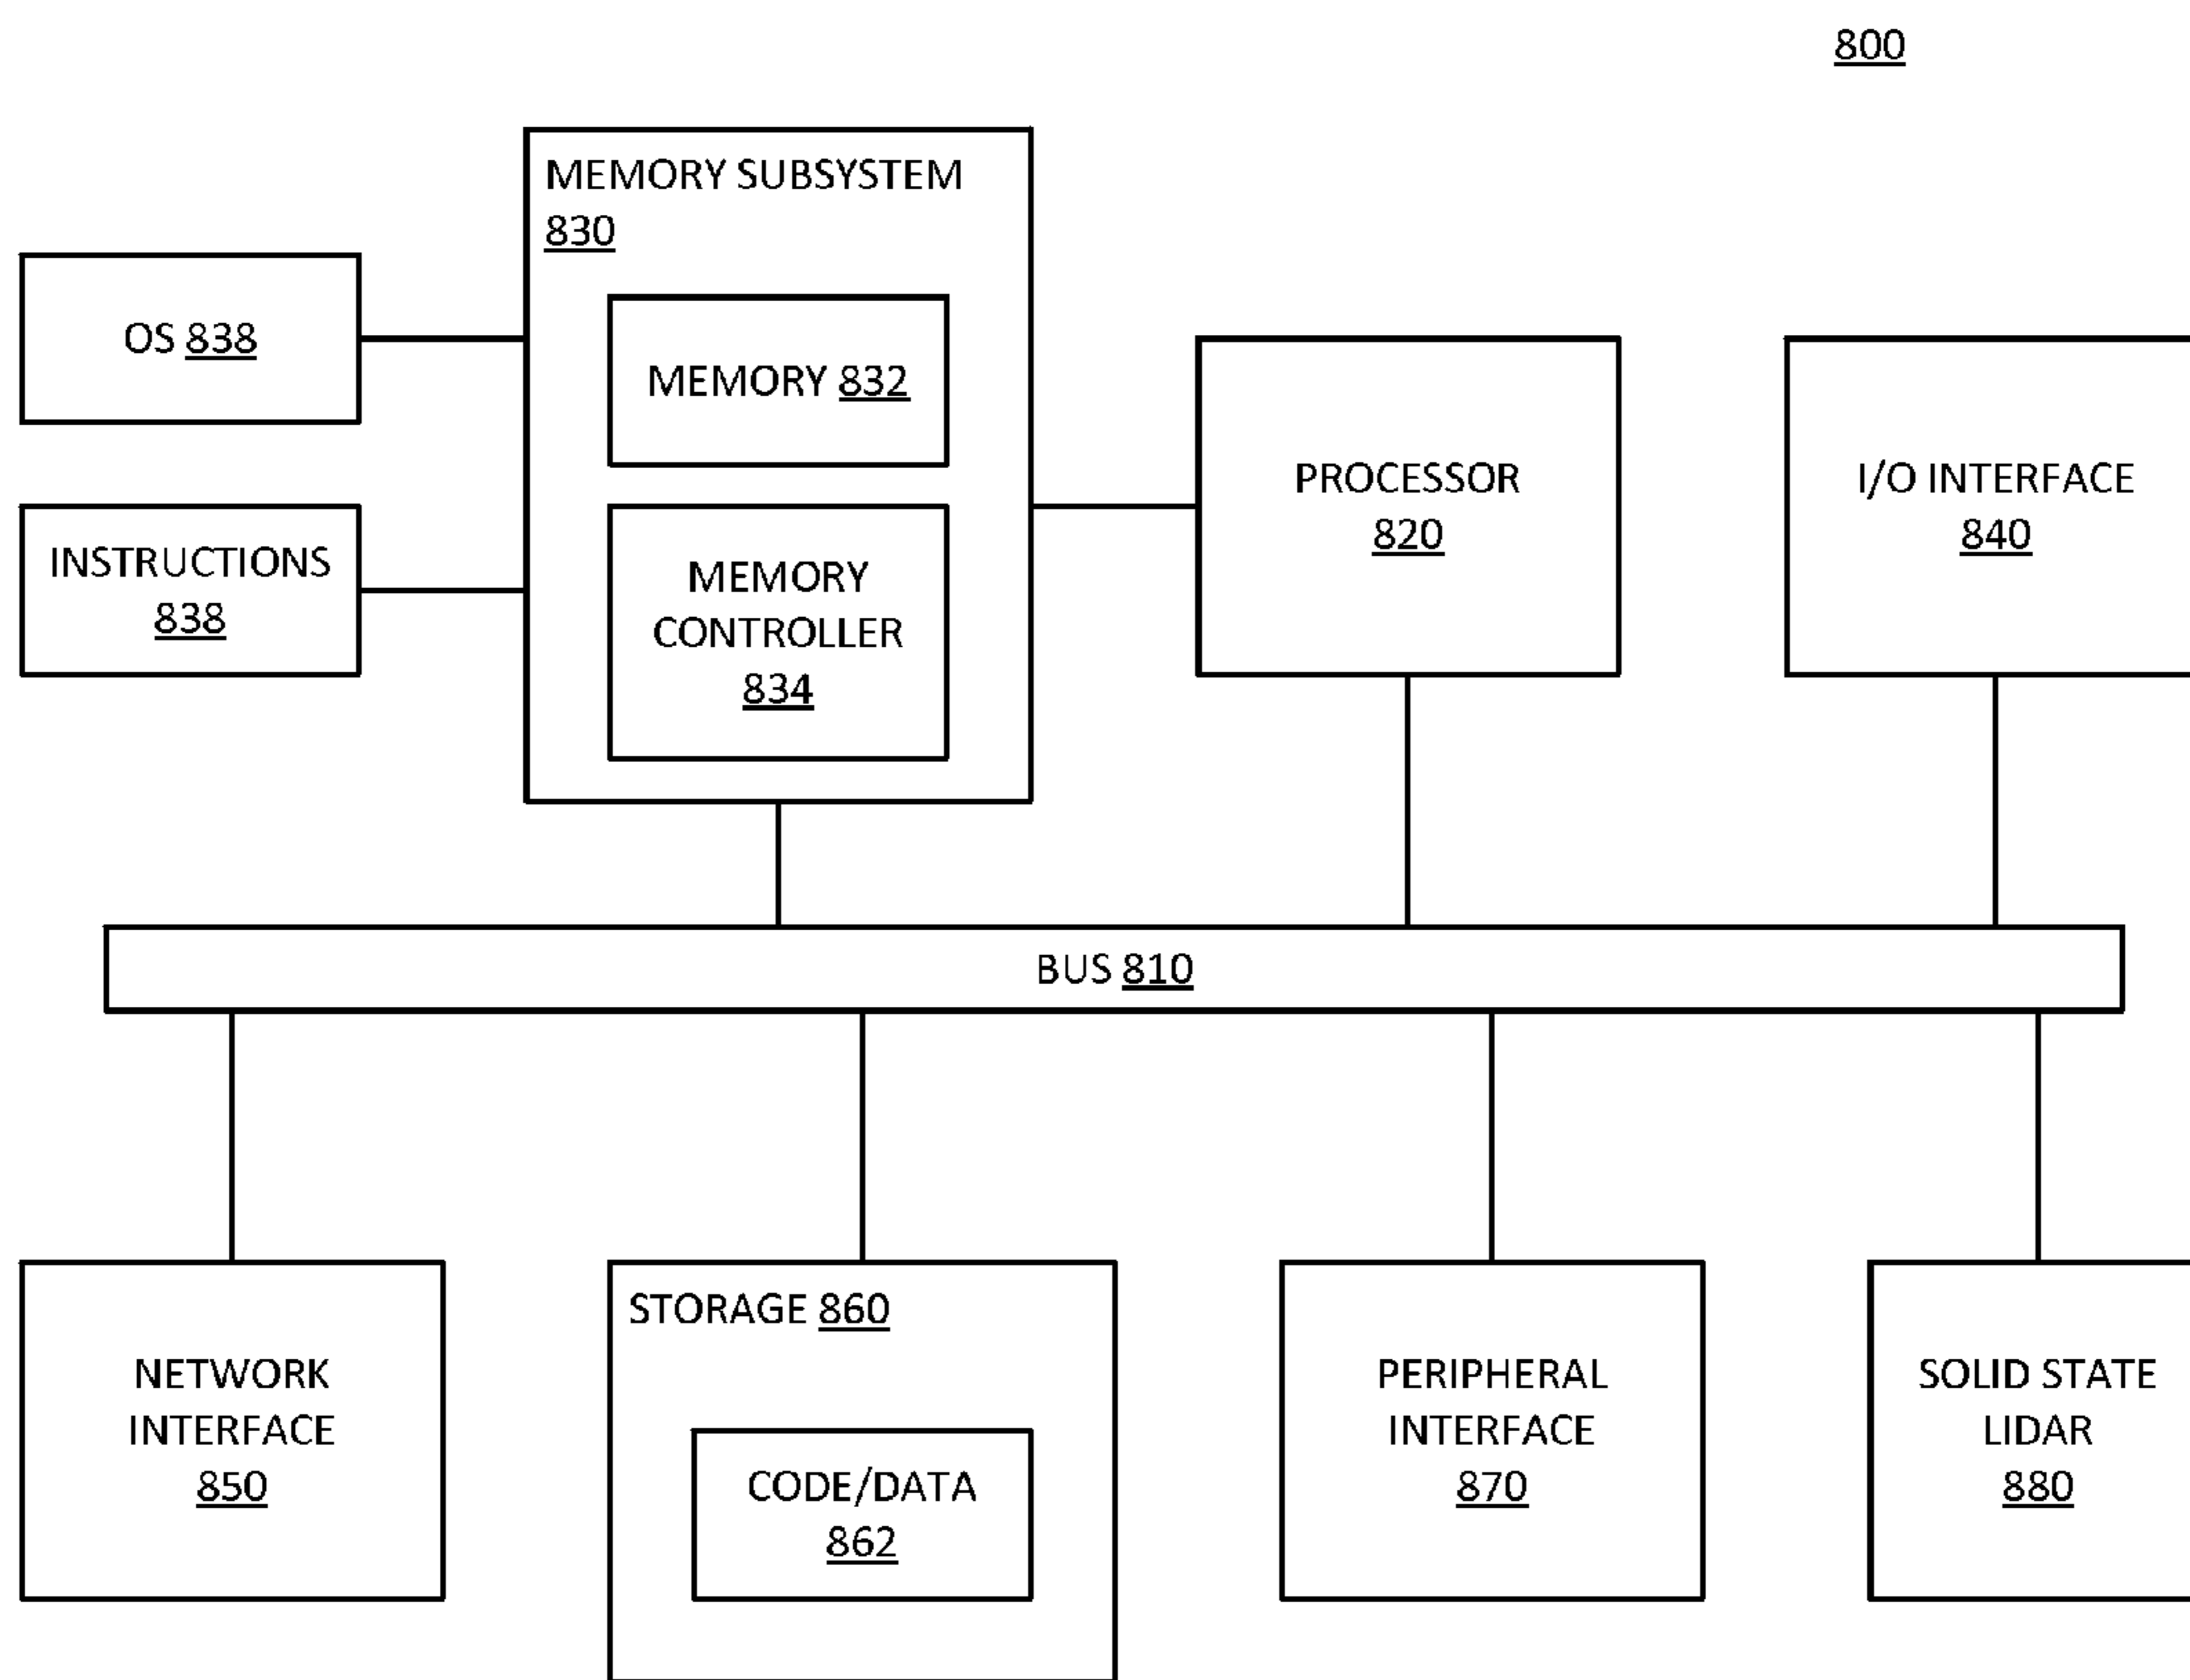 800
MEMORY SUBSYSTEM
830
OS 838
MEMORY 832
PROCESSOR
820
I/O INTERFACE
840
INSTRUCTIONS
838
MEMORY
CONTROLLER
834
BUS 810
STORAGE 860
NETWORK
INTERFACE
850
CODE/DATA
862
PERIPHERAL
INTERFACE
870
SOLID STATE
LIDAR
880